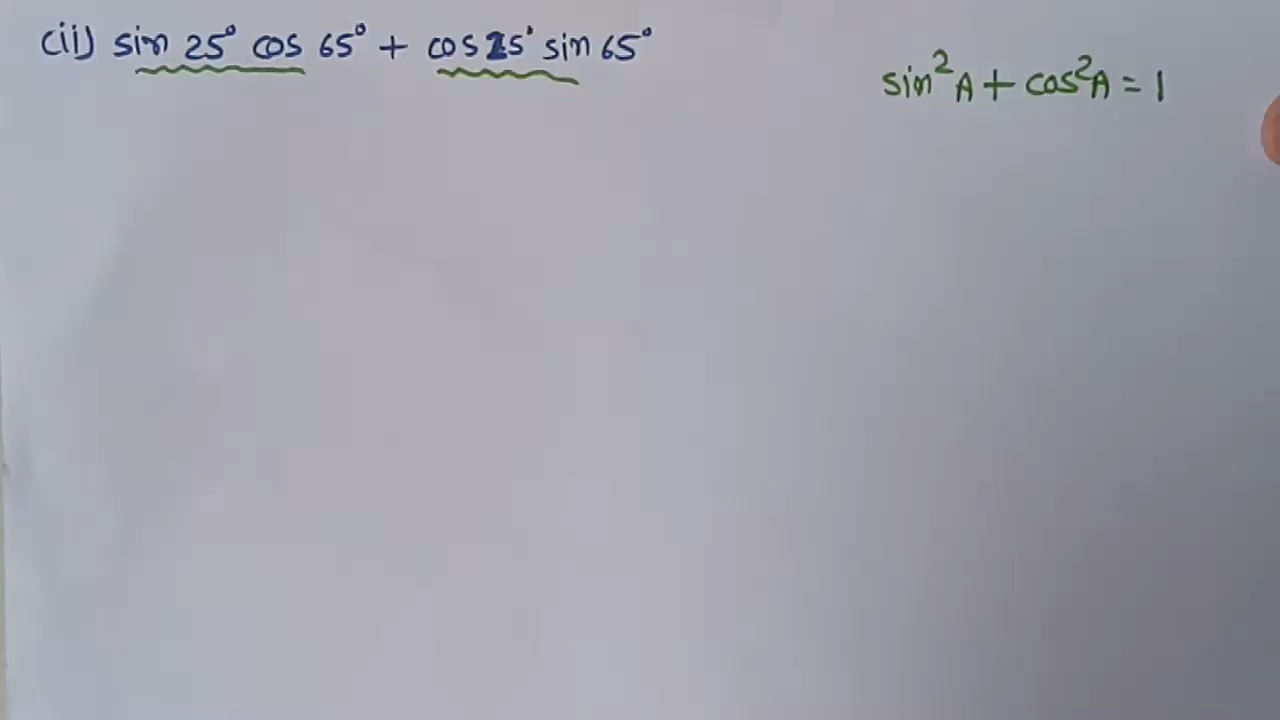 (ii) sin 25° cos 65° + cos 25° sin 65°
sin²A + cos²A = 1